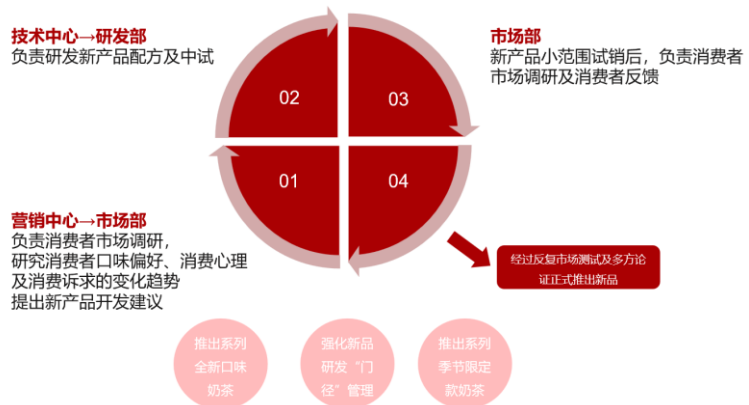 技术中心→研发部
负责研发新产品配方及中试
市场部
新产品小范围试销后，负责消费者
市场调研及消费者反馈
02
03
01
04
营销中心→市场部
负责消费者市场调研，
研究消费者口味偏好、消费心理
及消费诉求的变化趋势
提出新产品开发建议
经过反复市场测试及多方论
证正式推出新品
推出系列
全新口味
奶茶
强化新品
研发“门
径”管理
推出系列
季节限定
款奶茶